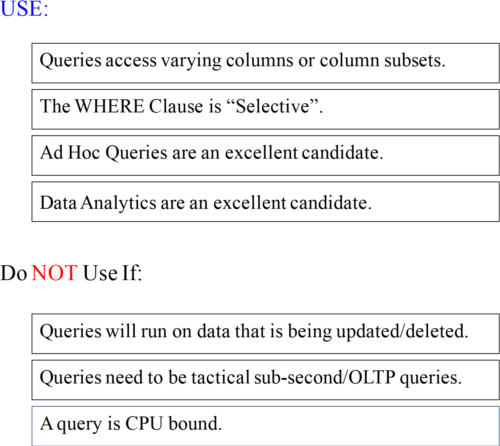 USE:
Queries access varying columns or column subsets.
The WHERE Clause is “Selective”.
Ad Hoc Queries are an excellent candidate.
Data Analytics are an excellent candidate.
Do NOT Use If:
Queries will run on data that is being updated/deleted.
Queries need to be tactical sub-second/OLTP queries.
A query is CPU bound.